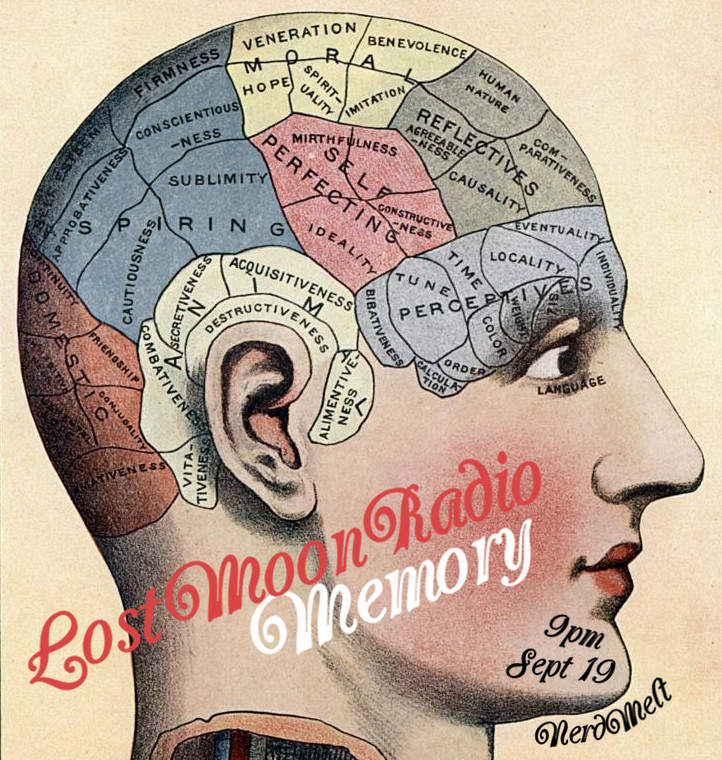 VENERATION
BENEVOLENCE
MORAL
FIRMNESS
HOPE
SPIRIT-
UALITY
IMITATION
HUMAN
NATURE
CONSCIENTIOUS
-NESS
MIRTHFULNESS
REFLECTIVES
AGREEABLE
-NESS
COM-
PARATIVENESS
SELF
PERFECTING
CAUSALITY
SELF ESTEEM
APPROBATIVENESS
SUBLIMITY
CONSTRUCTIVE
-NESS
SPIRING
IDEALITY
EVENTUALITY
CAUTIOUSNESS
TIME
LOCALITY
INDIVIDUALITY
TUNE
PERCEPTIVES
ACQUISITIVENESS
SECRETIVENESS
ANIMAL
DESTRUCTIVENESS
BIBATIVENESS
WEIGHT
SIZE
COLOR
ORDER
CALCULA-
TION
LANGUAGE
DOMESTIC
FRIENDSHIP
CONJUGALITY
COMBATIVENESS
ALIMENTIVE-
NESS
VITA-
TIVENESS
Lost Moon Radio
Memory
9pm
Sept 19
NerdMelt